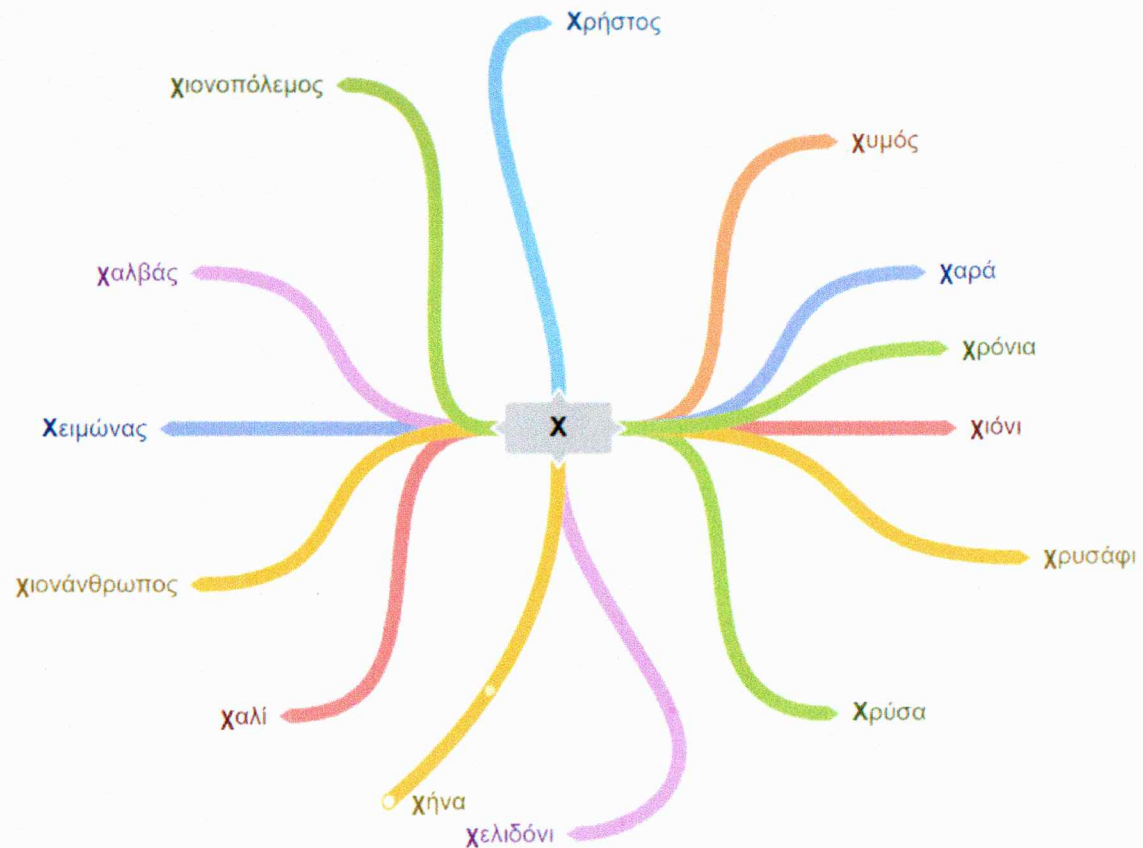 Χρήστος
χιονοπόλεμος
χυμός
χαλβάς
χαρά
χρόνια
Χειμώνας
Χ
χιόνι
χρυσάφι
χιονάνθρωπος
χαλί
Χρύσα
χήνα
χελιδόνι